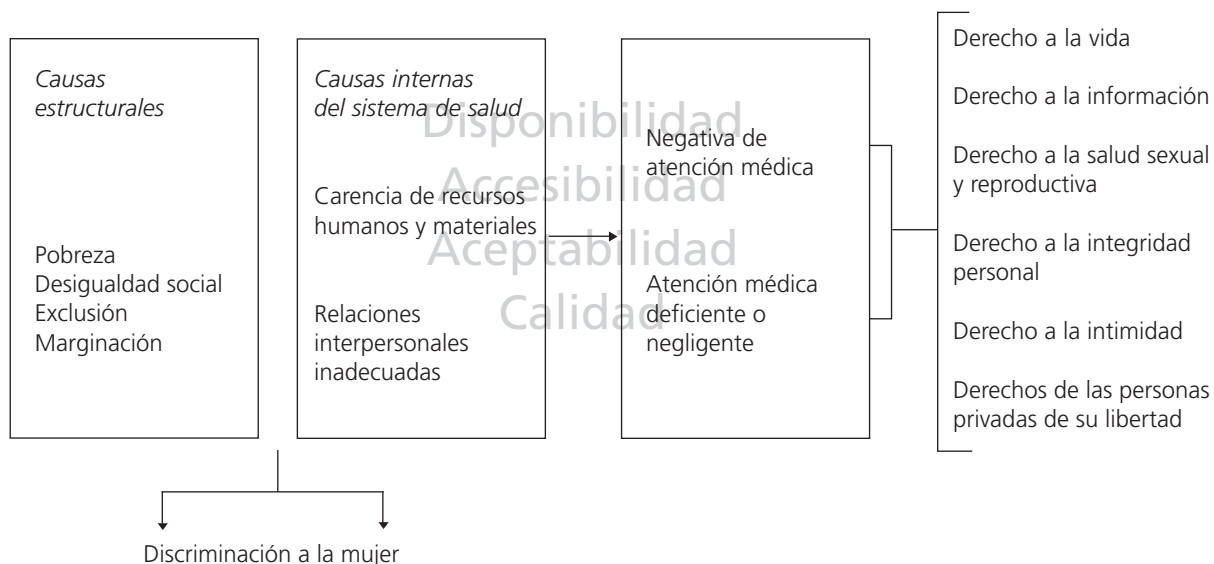 Causas
estructurales
Pobreza
Desigualdad social
Exclusión
Marginación
Causas internas
del sistema de salud
Carencia de recursos
humanos y materiales
Relaciones
interpersonales
inadecuadas
Disponibilidad
Accesibilidad
Aceptabilidad
Calidad
Negativa de
atención médica
Atención médica
deficiente o
negligente
Derecho a la vida
Derecho a la información
Derecho a la salud sexual
y reproductiva
Derecho a la integridad
personal
Derecho a la intimidad
Derechos de las personas
privadas de su libertad
Discriminación a la mujer